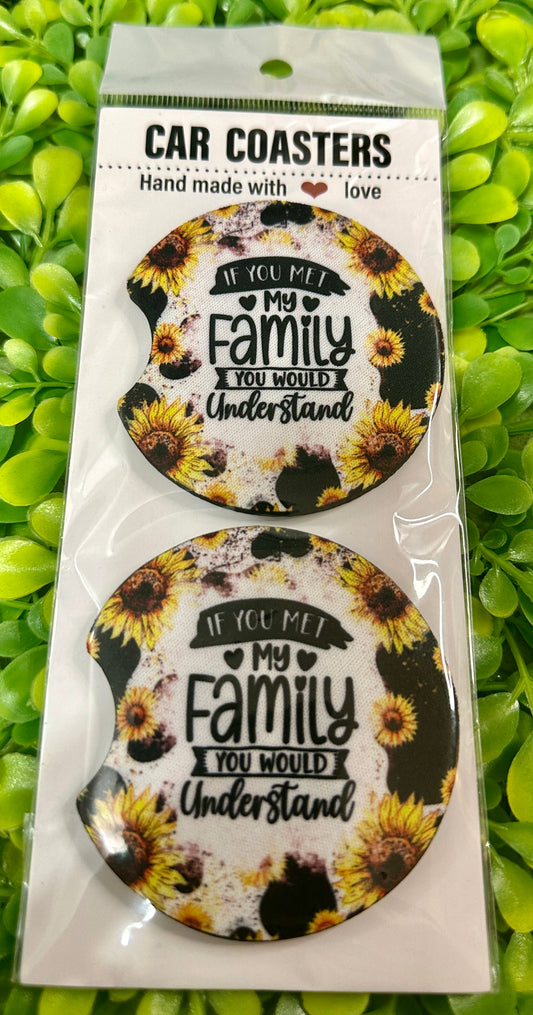 CAR COASTERS
Hand made with ❤ love
IF YOU MET
My
Family
YOU WOULD
Understand
IF YOU MET
My
Family
YOU WOULD
Understand